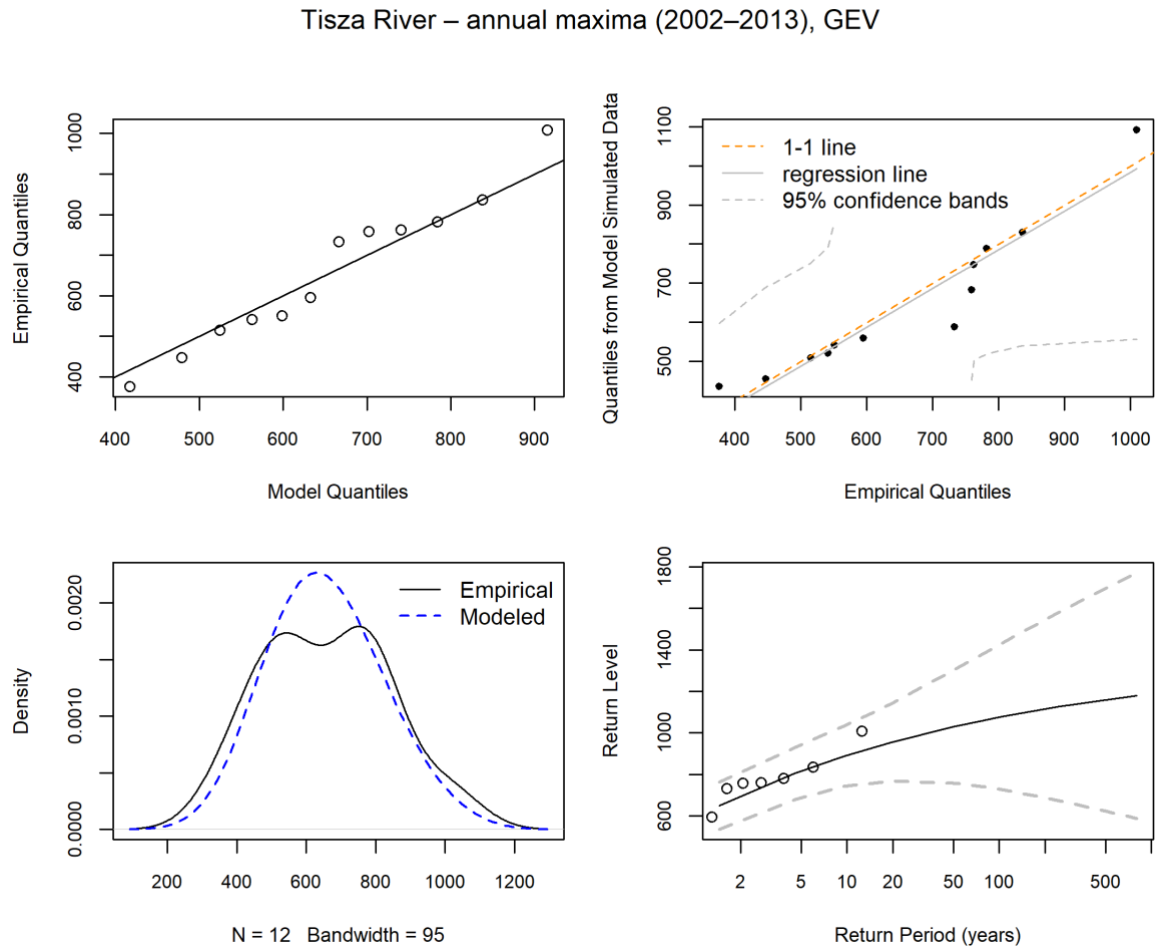 Tisza River – annual maxima (2002–2013), GEV
Empirical Quantiles
1000
800
600
400
400 500 600 700 800 900
Model Quantiles
Quantiles from Model Simulated Data
1100
900
700
500
1-1 line
regression line
95% confidence bands
400 500 600 700 800 900 1000
Empirical Quantiles
Density
0.0020
0.0010
0.0000
Empirical
Modeled
200 400 600 800 1000 1200
N = 12 Bandwidth = 95
Return Level
1800
1400
1000
600
2 5 10 20 50 100 500
Return Period (years)